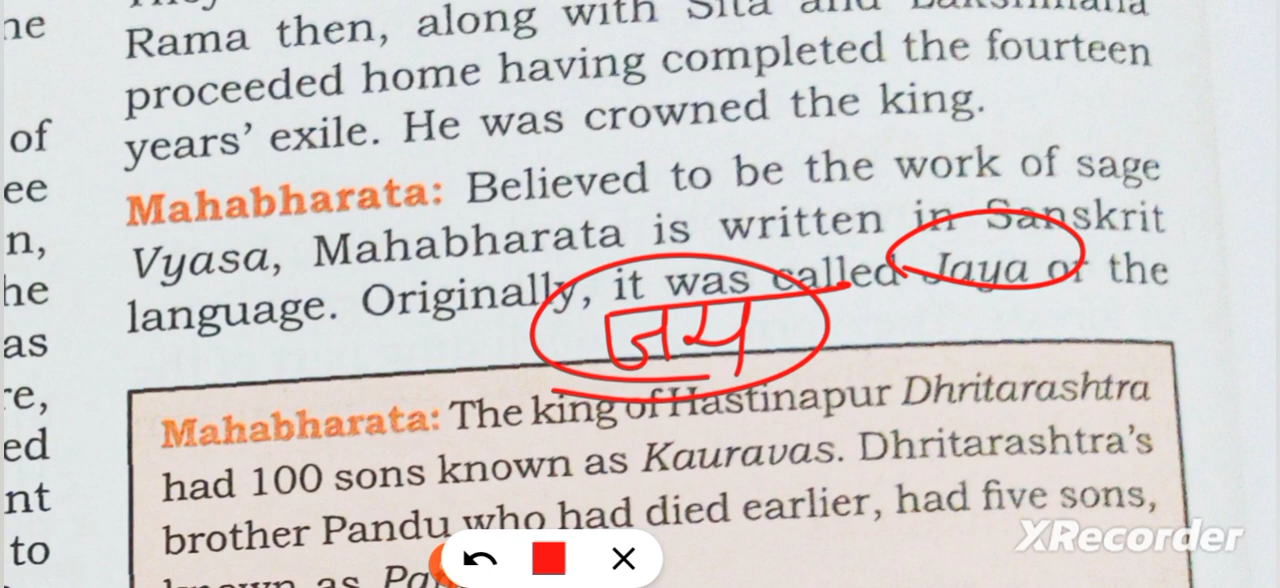 he
of
ee
n,
he
as
re,
ed
nt
to
Rama then, along with Sita and Lakshmana
proceeded home having completed the fourteen
years' exile. He was crowned the king.
Mahabharata: Believed to be the work of sage
Vyasa, Mahabharata is written in Sanskrit
language. Originally, it was called Jaya or the
जय
Mahabharata: The king of Hastinapur Dhritarashtra
had 100 sons known as Kauravas. Dhritarashtra's
brother Pandu who had died earlier, had five sons,
known as
XRecorder